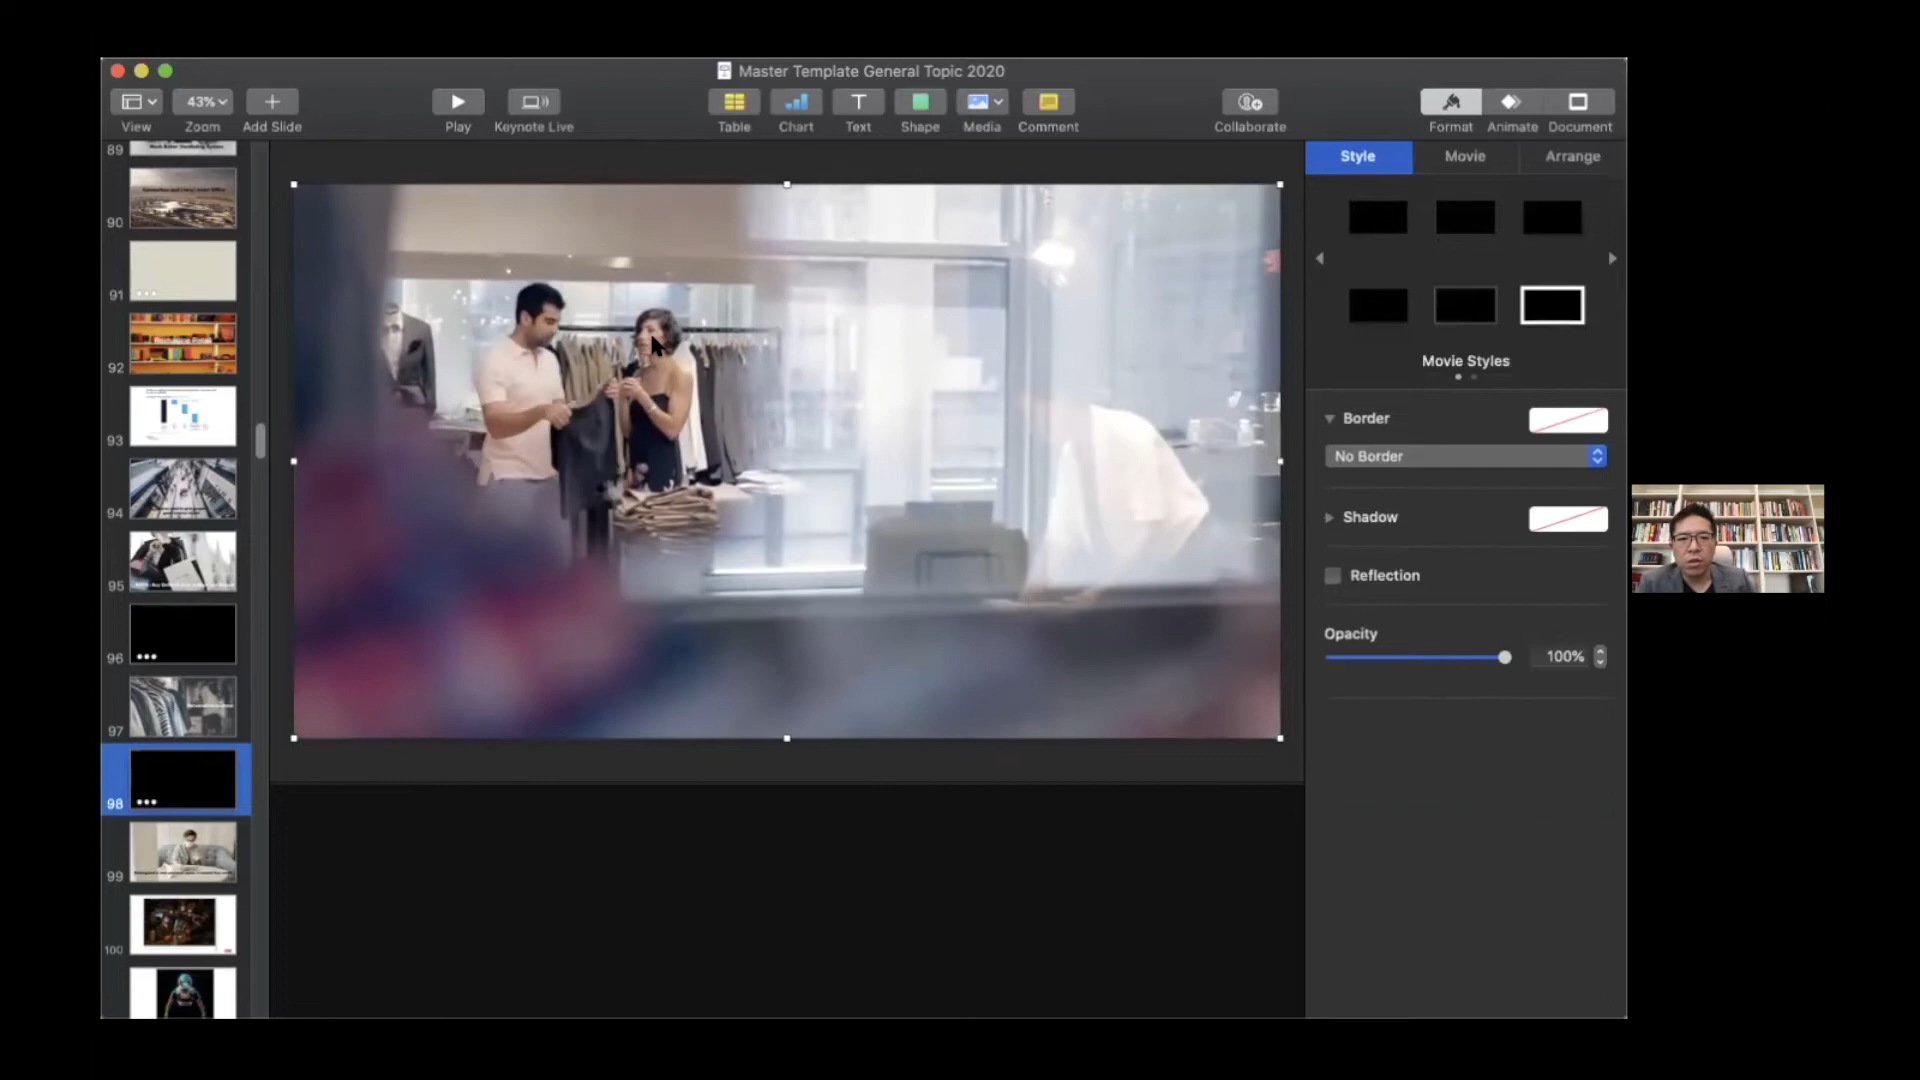 Master Template General Topic 2020
43%
View
Zoom
Add Slide
Play
Keynote Live
Table
Chart
Text
Shape
Media
Comment
Collaborate
Format
Animate
Document
Style
Movie
Arrange
Movie Styles
Border
No Border
Shadow
Reflection
Opacity
100%
89
90
91
92
93
94
95
96
97
98
99
100